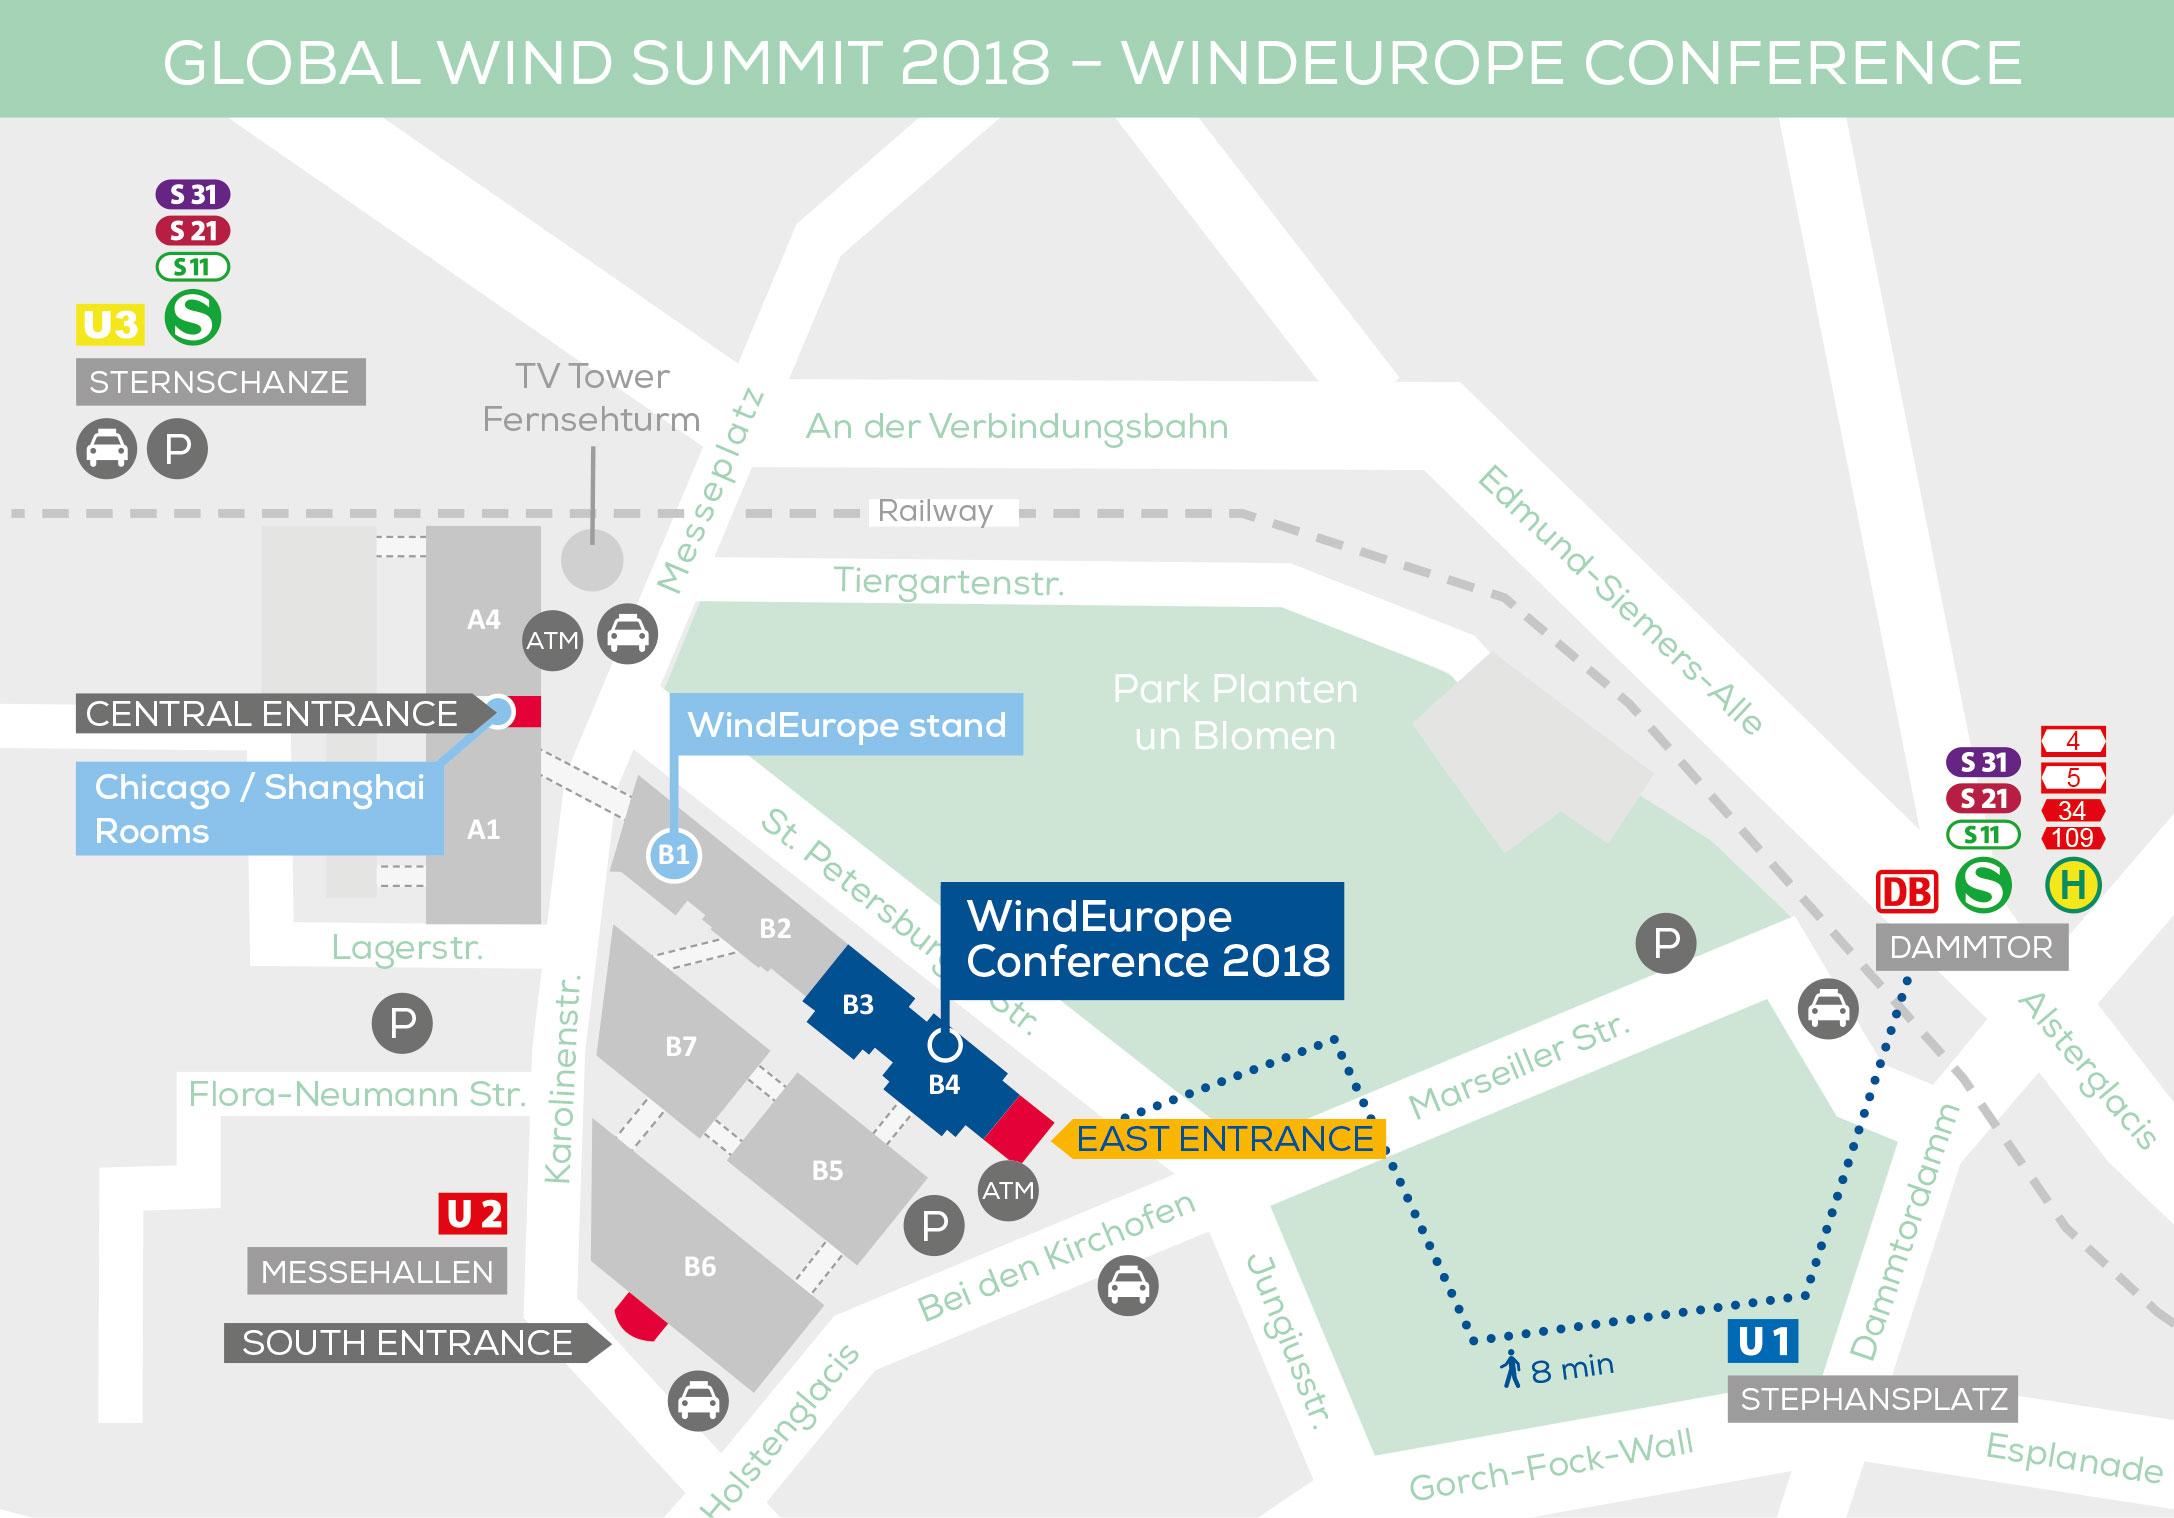 GLOBAL WIND SUMMIT 2018 – WINDEUROPE CONFERENCE
S 31
S 21
S 11
U3
S
STERNSCHANZE
P
TV Tower
Fernsehturm
Messeplatz
An der Verbindungsbahn
Railway
Tiergartenstr.
Edmund-Siemers-Alle
A4
ATM
CENTRAL ENTRANCE
Chicago / Shanghai
Rooms
A1
WindEurope stand
Park Planten
un Blomen
B1
St. Petersburg
Str.
B2
WindEurope
Conference 2018
B3
B4
P
S 31
S 21
S 11
4
5
34
109
DB
S
H
DAMMTOR
Alsterglacis
Lagerstr.
P
Karolinenstr.
B7
Flora-Neumann Str.
Marseiller Str.
EAST ENTRANCE
B5
ATM
P
U 2
MESSEHALLEN
B6
SOUTH ENTRANCE
Bei den Kirchofen
Jungiusstr.
Dammtordamm
Holstenglacis
8 min
U 1
STEPHANSPLATZ
Gorch-Fock-Wall
Esplanade